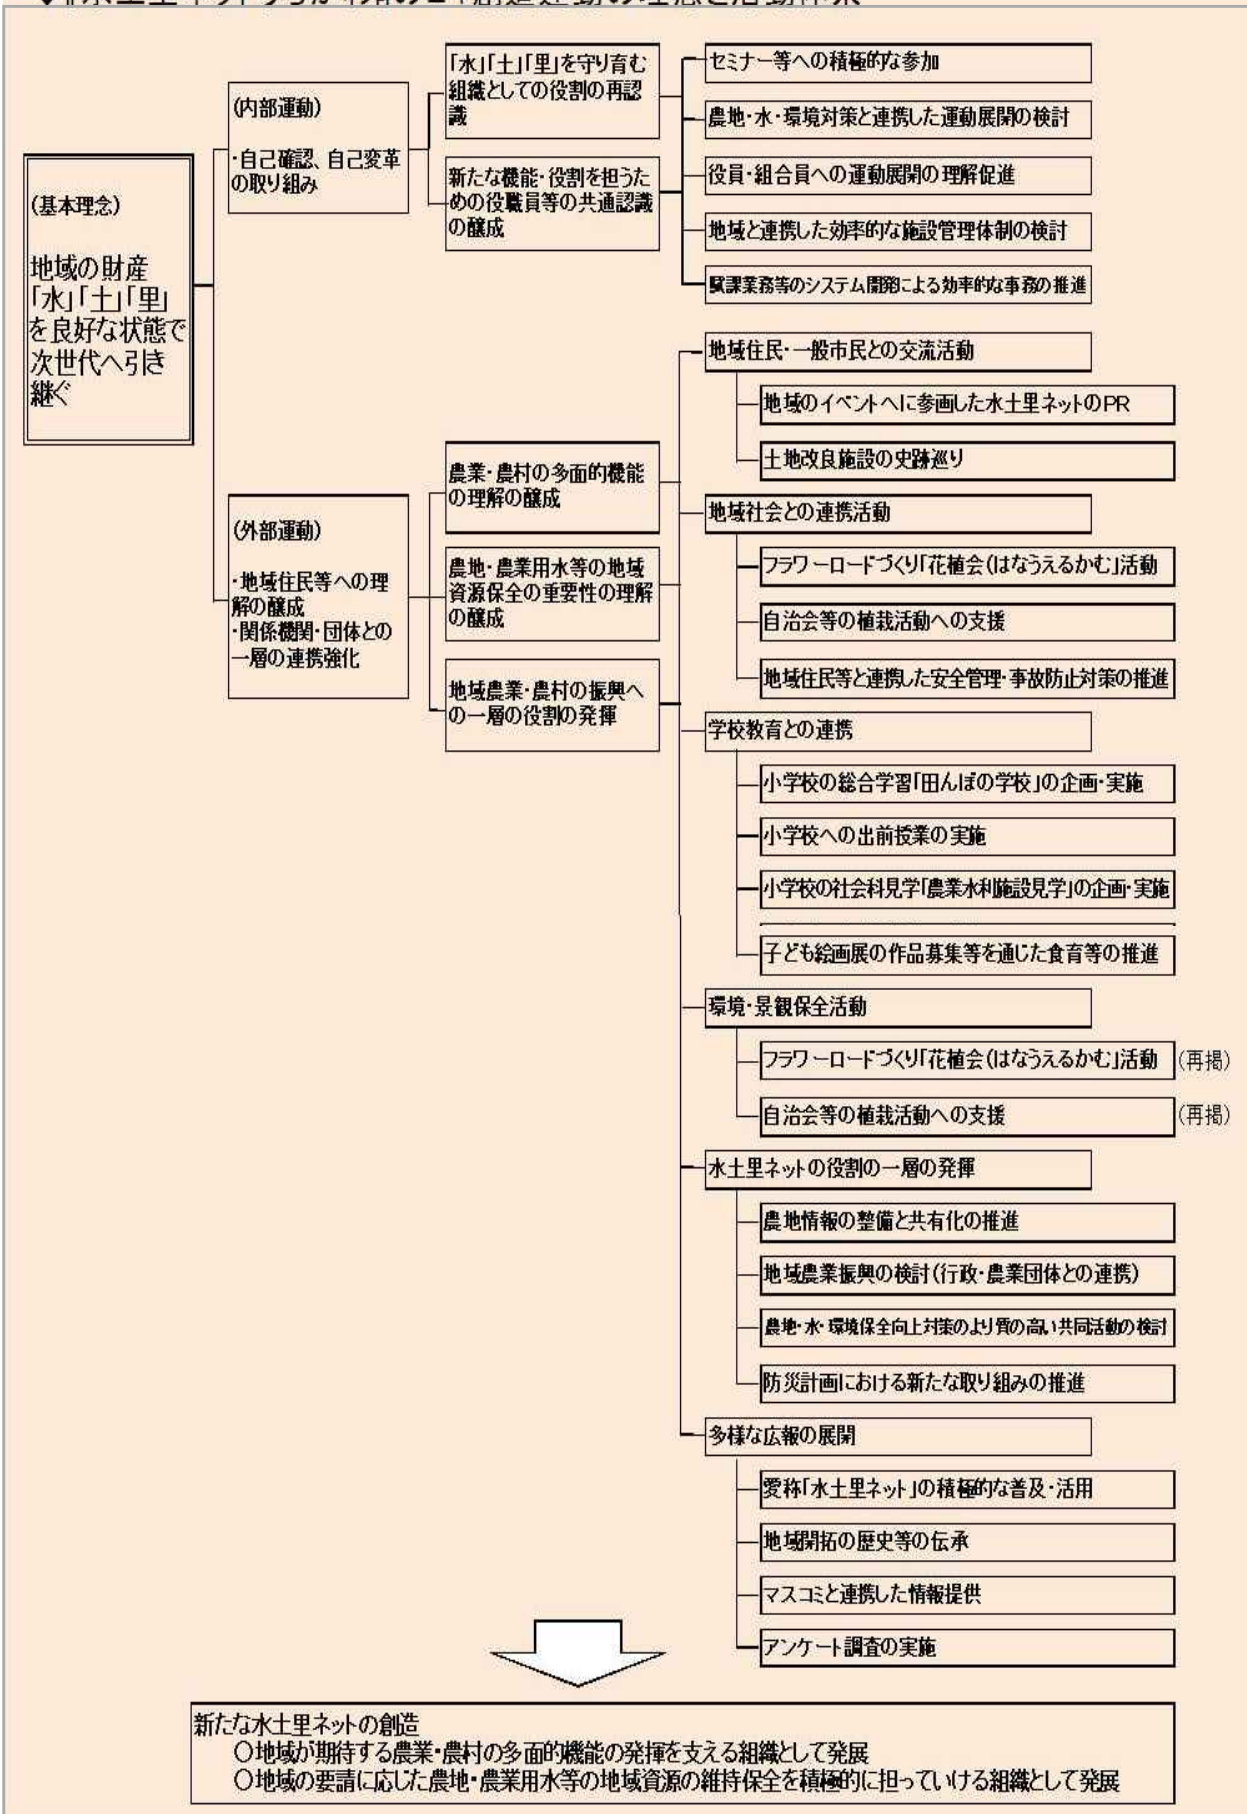 (基本理念)
地域の財産
「水」「土」「里」
を良好な状態で
次世代へ引き
継ぐ
(内部運動)
・自己確認、自己変革
の取り組み
「水」「土」「里」を守り育む
組織としての役割の再認
識
新たな機能・役割を担うた
めの役職員等の共通認識
の醸成
セミナー等への積極的な参加
農地・水・環境対策と連携した運動展開の検討
役員・組合員への運動展開の理解促進
地域と連携した効率的な施設管理体制の検討
賦課業務等のシステム開発による効率的な事務の推進
(外部運動)
・地域住民等への理
解の醸成
・関係機関・団体との
一層の連携強化
農業・農村の多面的機能
の理解の醸成
農地・農業用水等の地域
資源保全の重要性の理解
の醸成
地域農業・農村の振興へ
の一層の役割の発揮
地域住民・一般市民との交流活動
地域のイベントへに参画した水土里ネットのPR
土地改良施設の史跡巡り
地域社会との連携活動
フラワーロードづくり「花植会(はなうえるかむ」活動
自治会等の植栽活動への支援
地域住民等と連携した安全管理・事故防止対策の推進
学校教育との連携
小学校の総合学習「田んぼの学校」の企画・実施
小学校への出前授業の実施
小学校の社会科見学「農業水利施設見学」の企画・実施
子ども絵画展の作品募集等を通じた食育等の推進
環境・景観保全活動
フラワーロードづくり「花植会(はなうえるかむ」活動 (再掲)
自治会等の植栽活動への支援 (再掲)
水土里ネットの役割の一層の発揮
農地情報の整備と共有化の推進
地域農業振興の検討(行政・農業団体との連携)
農地・水・環境保全向上対策のより質の高い共同活動の検討
防災計画における新たな取り組みの推進
多様な広報の展開
愛称「水土里ネット」の積極的な普及・活用
地域開拓の歴史等の伝承
マスコミと連携した情報提供
アンケート調査の実施
新たな水土里ネットの創造
〇地域が期待する農業・農村の多面的機能の発揮を支える組織として発展
〇地域の要請に応じた農地・農業用水等の地域資源の維持保全を積極的に担っていける組織として発展